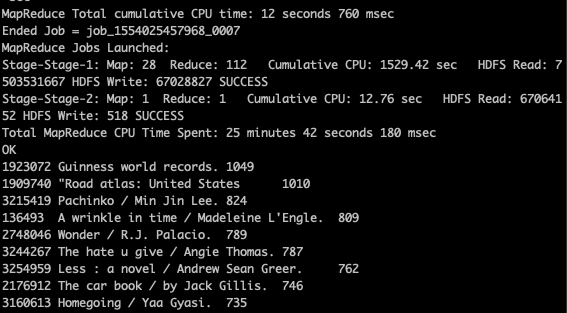 MapReduce Total cumulative CPU time: 12 seconds 760 msec
Ended Job = job_1554025457968_0007
MapReduce Jobs Launched:
Stage-Stage-1: Map: 28  Reduce: 112   Cumulative CPU: 1529.42 sec   HDFS Read: 7
503531667 HDFS Write: 67028827 SUCCESS
Stage-Stage-2: Map: 1  Reduce: 1   Cumulative CPU: 12.76 sec   HDFS Read: 670641
52 HDFS Write: 518 SUCCESS
Total MapReduce CPU Time Spent: 25 minutes 42 seconds 180 msec
OK
1923072 Guinness world records. 1049
1909740 "Road atlas: United States      1010
3215419 Pachinko / Min Jin Lee. 824
136493  A wrinkle in time / Madeleine L'Engle.  809
2748046 Wonder / R.J. Palacio.  789
3244267 The hate u give / Angie Thomas. 787
3254959 Less : a novel / Andrew Sean Greer.     762
2176912 The car book / by Jack Gillis.  746
3160613 Homegoing / Yaa Gyasi.  735